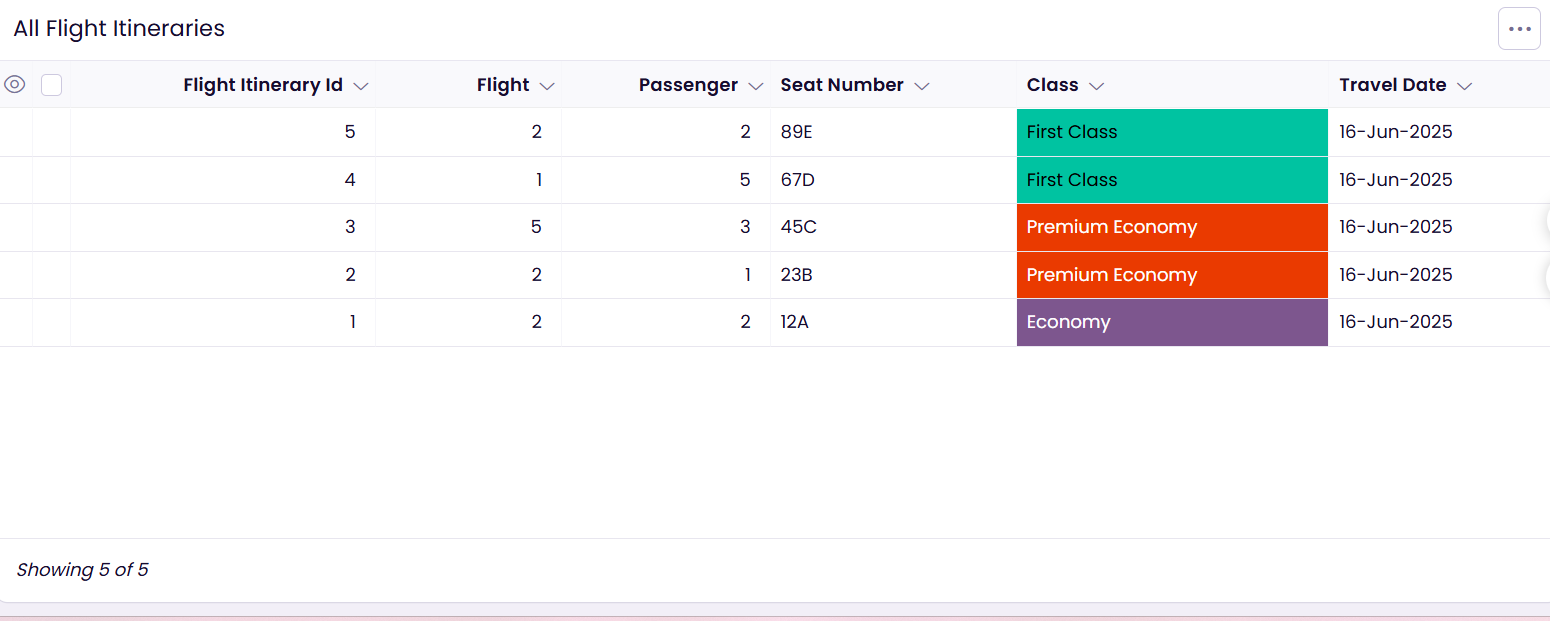 All Flight Itineraries
Flight Itinerary Id Flight Passenger Seat Number Class Travel Date
5 2 2 89E First Class 16-Jun-2025
4 1 5 67D First Class 16-Jun-2025
3 5 3 45C Premium Economy 16-Jun-2025
2 2 1 23B Premium Economy 16-Jun-2025
1 2 2 12A Economy 16-Jun-2025
Showing 5 of 5